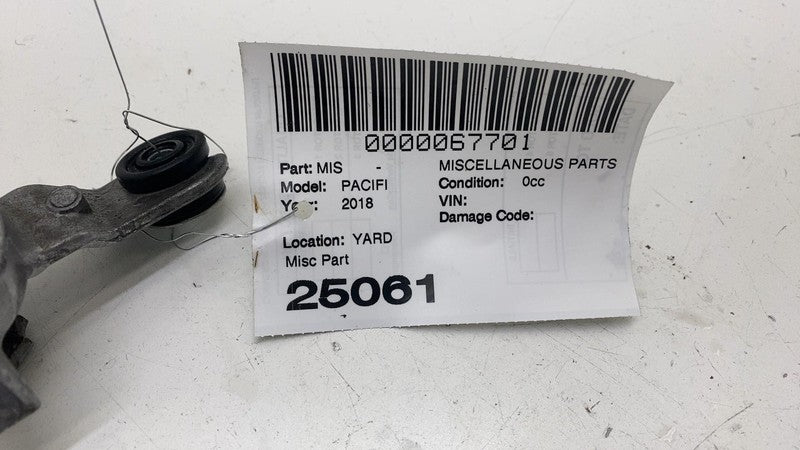 0000067701
Part: MIS - MISCELLANEOUS PARTS
Model: PACIFI Condition: 0cc
Year: 2018 VIN:
Damage Code:
Location: YARD
Misc Part
25061